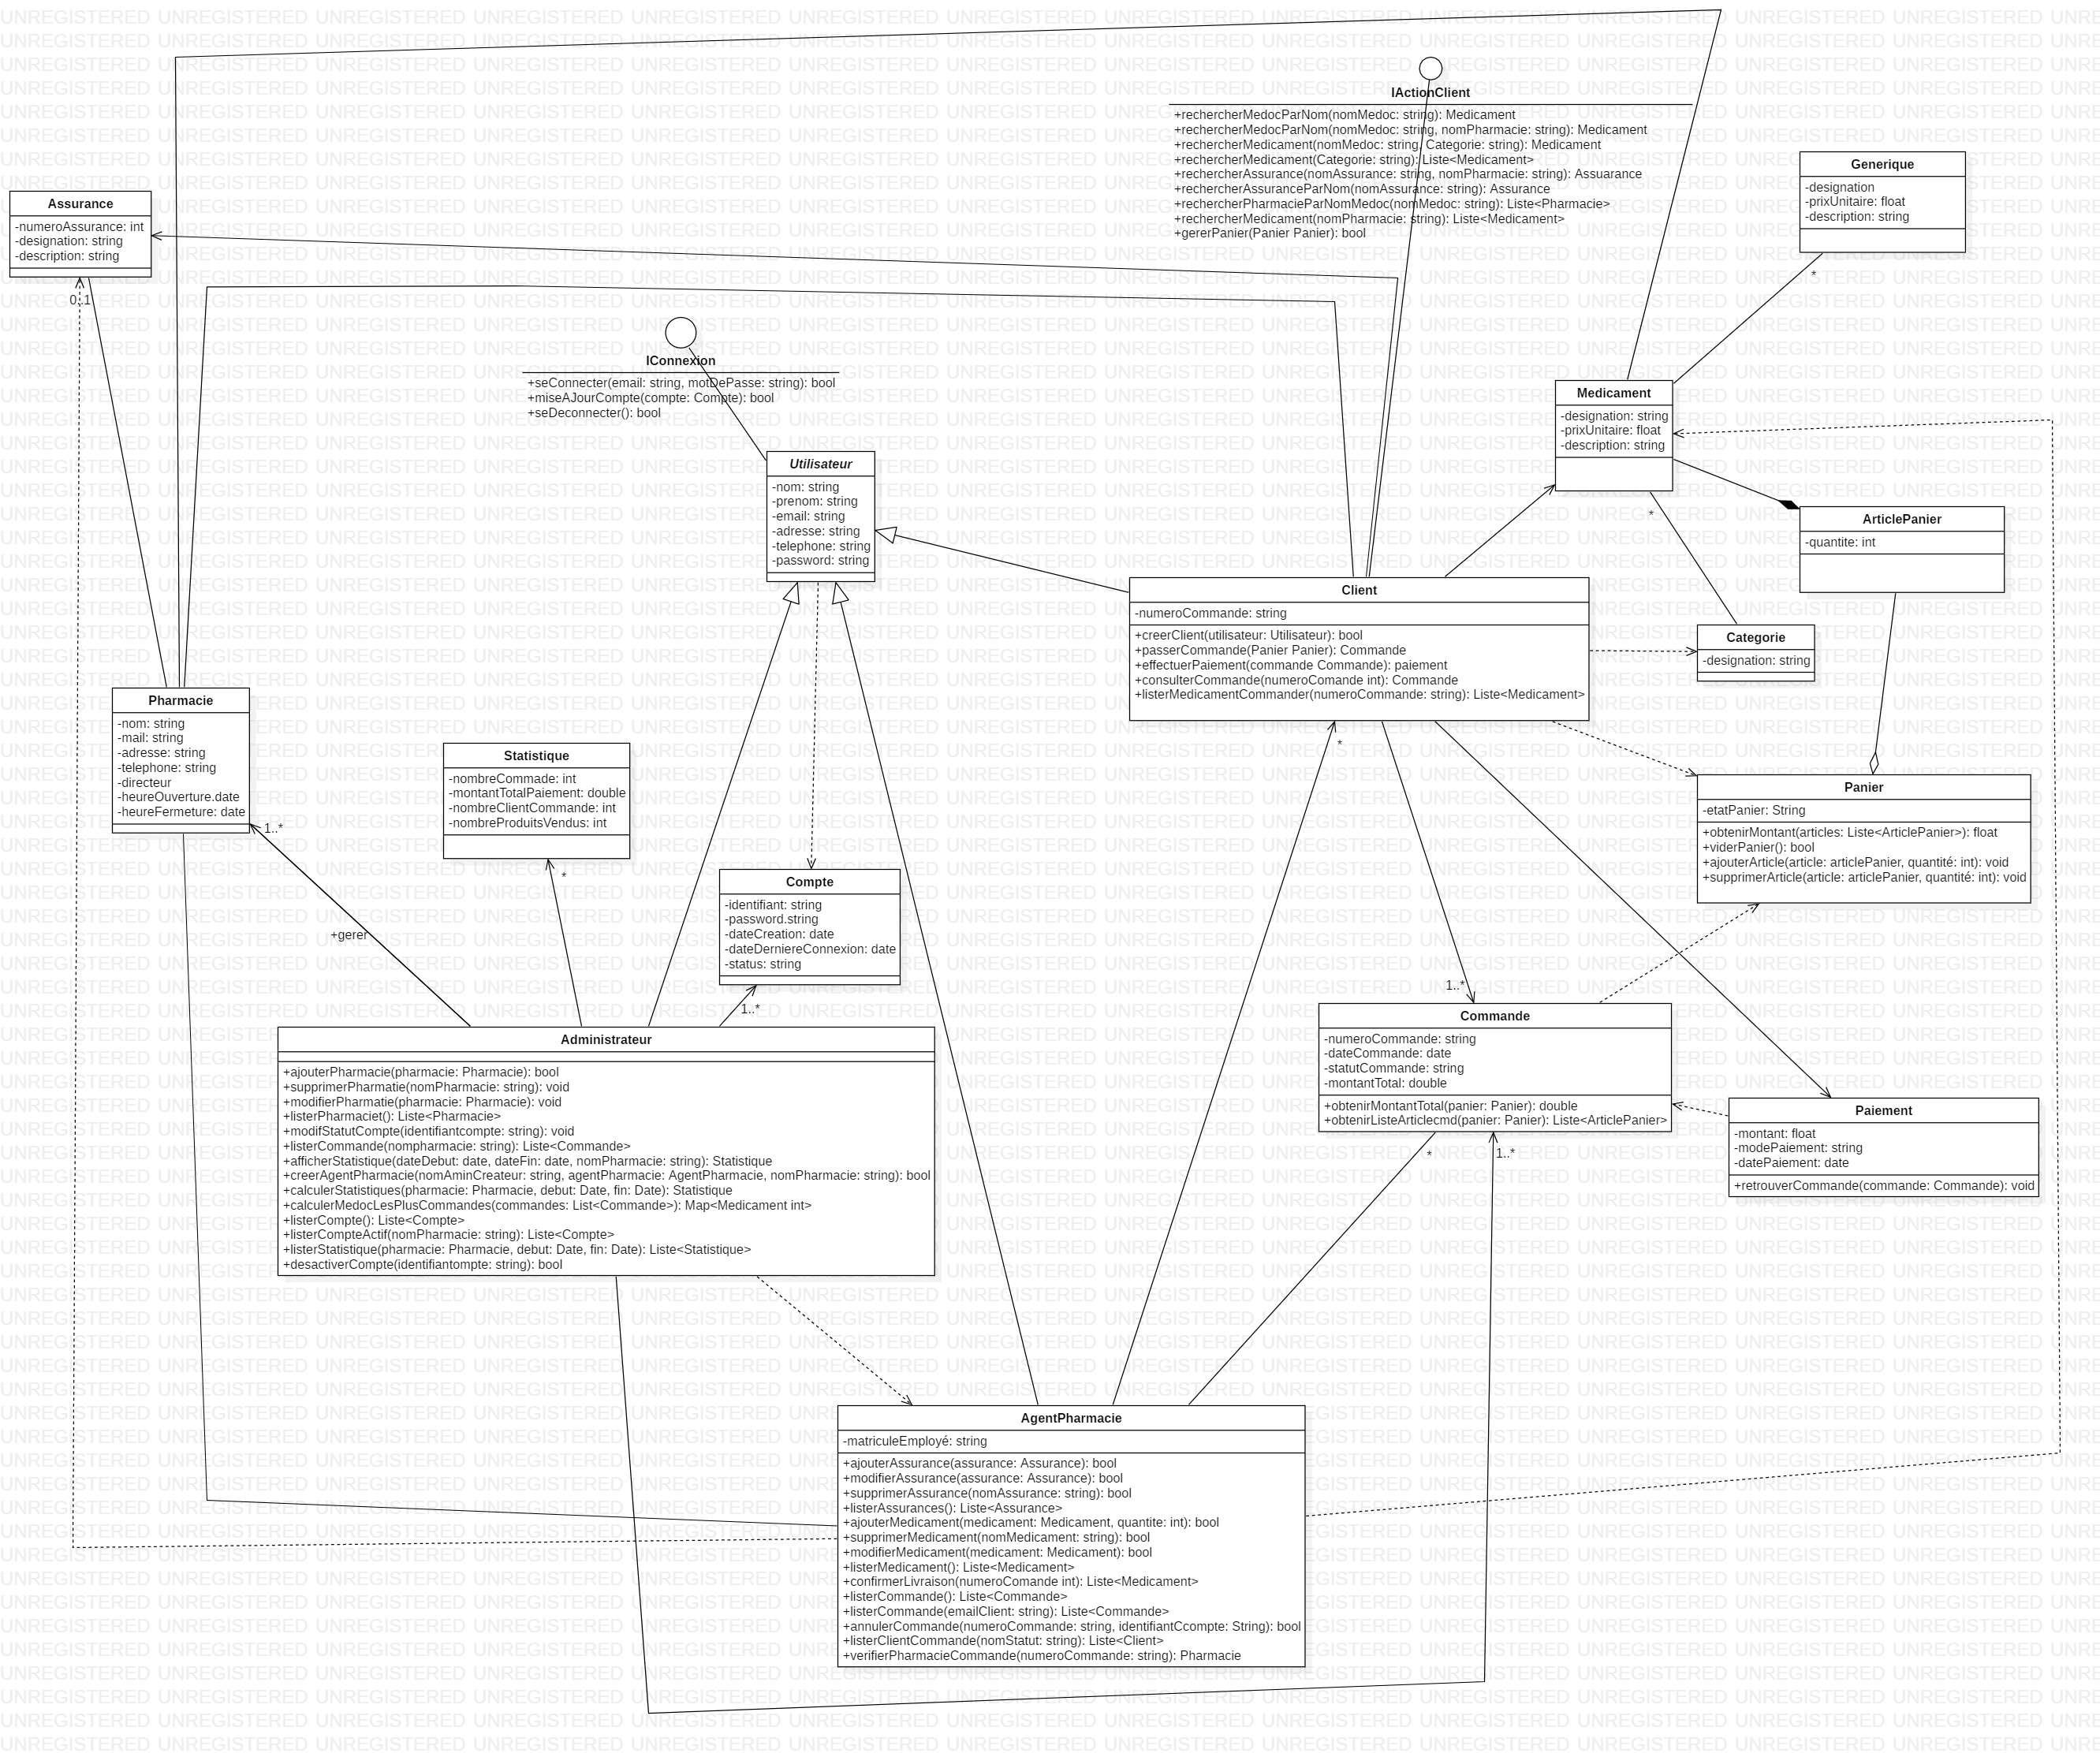 IActionClient
+rechercherMedocParNom(nomMedoc: string): Medicament
+rechercherMedocParNom(nomMedoc: string, nomPharmacie: string): Medicament
+rechercherMedicament(nomMedoc: string, Categorie: string): Medicament
+rechercherMedicament(Categorie: string): Liste<Medicament>
+rechercherAssurance(nomAssurance: string, nomPharmacie: string): Assuarance
+rechercherAssuranceParNom(nomAssurance: string): Assurance
+rechercherPharmacieParNomMedoc(nomMedoc: string): Liste<Pharmacie>
+rechercherMedicament(nomPharmacie: string): Liste<Medicament>
+gererPanier(Panier Panier): bool
Generique
-designation
-prixUnitaire: float
-description: string
*
Assurance
-numeroAssurance: int
-designation: string
-description: string
0..1
IConnexion
+seConnecter(email: string, motDePasse: string): bool
+miseAJourCompte(compte: Compte): bool
+seDeconnecter(): bool
Medicament
-designation: string
-prixUnitaire: float
-description: string
*
Utilisateur
-nom: string
-prenom: string
-email: string
-adresse: string
-telephone: string
-password: string
ArticlePanier
-quantite: int
Client
-numeroCommande: string
+creerClient(utilisateur: Utilisateur): bool
+passerCommande(Panier Panier): Commande
+effectuerPaiement(commande Commande): paiement
+consulterCommande(numeroComande int): Commande
+listerMedicamentCommander(numeroCommande: string): Liste<Medicament>
*
Categorie
-designation: string
Pharmacie
-nom: string
-mail: string
-adresse: string
-telephone: string
-directeur
-heureOuverture.date
-heureFermeture: date
1..*
+gerer
Statistique
-nombreCommade: int
-montantTotalPaiement: double
-nombreClientCommande: int
-nombreProduitsVendus: int
*
Panier
-etatPanier: String
+obtenirMontant(articles: Liste<ArticlePanier>): float
+viderPanier(): bool
+ajouterArticle(article: articlePanier, quantité: int): void
+supprimerArticle(article: articlePanier, quantité: int): void
Compte
-identifiant: string
-password.string
-dateCreation: date
-dateDerniereConnexion: date
-status: string
1..*
1..*
Commande
-numeroCommande: string
-dateCommande: date
-statutCommande: string
-montantTotal: double
+obtenirMontantTotal(panier: Panier): double
+obtenirListeArticlecmd(panier: Panier): Liste<ArticlePanier>
*
1..*
Administrateur
+ajouterPharmacie(pharmacie: Pharmacie): bool
+supprimerPharmatie(nomPharmacie: string): void
+modifierPharmatie(pharmacie: Pharmacie): void
+listerPharmaciet(): Liste<Pharmacie>
+modifStatutCompte(identifiantcompte: string): void
+listerCommande(nompharmacie: string): Liste<Commande>
+afficherStatistique(dateDebut: date, dateFin: date, nomPharmacie: string): Statistique
+creerAgentPharmacie(nomAminCreateur: string, agentPharmacie: AgentPharmacie, nomPharmacie: string): bool
+calculerStatistiques(pharmacie: Pharmacie, debut: Date, fin: Date): Statistique
+calculerMedocLesPlusCommandes(commandes: List<Commande>): Map<Medicament int>
+listerCompte(): Liste<Compte>
+listerCompteActif(nomPharmacie: string): Liste<Compte>
+listerStatistique(pharmacie: Pharmacie, debut: Date, fin: Date): Liste<Statistique>
+desactiverCompte(identifiantompte: string): bool
Paiement
-montant: float
-modePaiement: string
-datePaiement: date
+retrouverCommande(commande: Commande): void
AgentPharmacie
-matriculeEmployé: string
+ajouterAssurance(assurance: Assurance): bool
+modifierAssurance(assurance: Assurance): bool
+supprimerAssurance(nomAssurance: string): bool
+listerAssurances(): Liste<Assurance>
+ajouterMedicament(medicament: Medicament, quantite: int): bool
+supprimerMedicament(nomMedicament: string): bool
+modifierMedicament(medicament: Medicament): bool
+listerMedicament(): Liste<Medicament>
+confirmerLivraison(numeroComande int): Liste<Medicament>
+listerCommande(): Liste<Commande>
+listerCommande(emailClient: string): Liste<Commande>
+annulerCommande(numeroCommande: string, identifiantCcompte: String): bool
+listerClientCommande(nomStatut: string): Liste<Client>
+verifierPharmacieCommande(numeroCommande: string): Pharmacie
UNREGISTERED